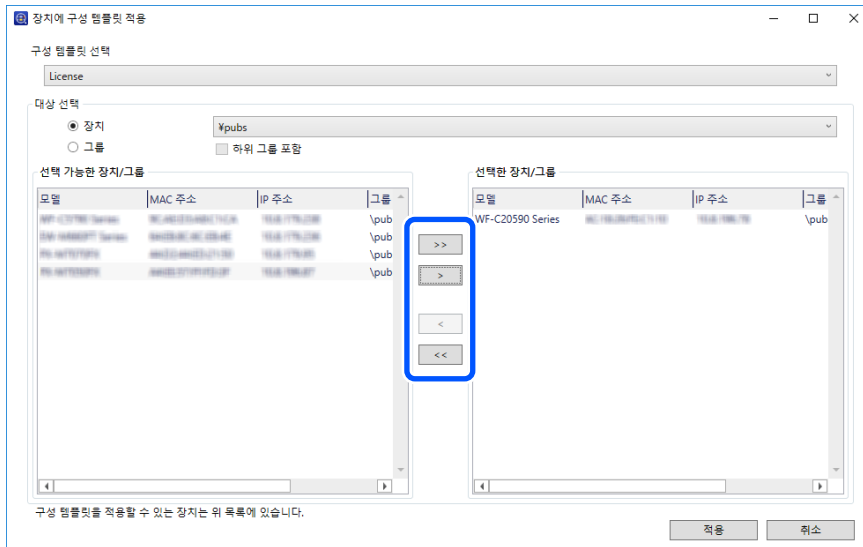 장치에 구성 템플릿 적용
구성 템플릿 선택
License
대상 선택
장치
¥pubs
그룹
하위 그룹 포함
선택 가능한 장치/그룹
선택한 장치/그룹
모델 MAC 주소 IP 주소 그룹
모델 MAC 주소 IP 주소 그룹
\pub
WF-C20590 Series \pub
\pub
\pub
\pub
>>
>
<
<<
구성 템플릿을 적용할 수 있는 장치는 위 목록에 있습니다.
적용 취소